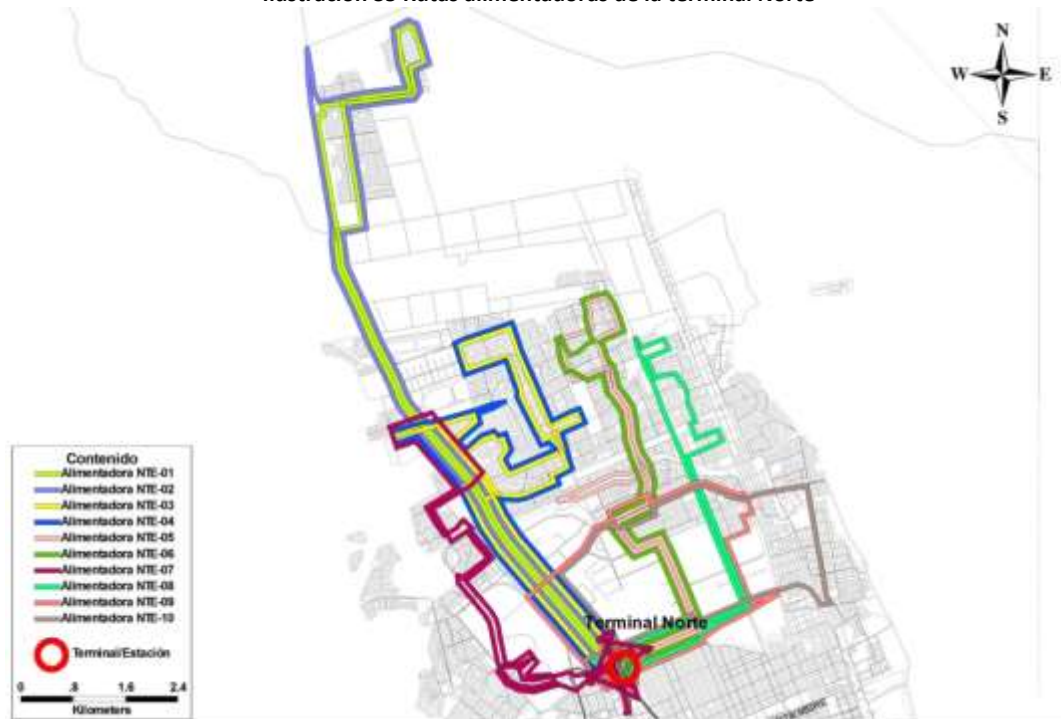 Ilustración 35 Rutas alimentadoras de la terminal Norte
N
W E
S
Terminal Norte
Contenido
Alimentadora NTE-01
Alimentadora NTE-02
Alimentadora NTE-03
Alimentadora NTE-04
Alimentadora NTE-05
Alimentadora NTE-06
Alimentadora NTE-07
Alimentadora NTE-08
Alimentadora NTE-09
Alimentadora NTE-10
Terminal/Estación
0 .8 1.6 2.4
Kilometers